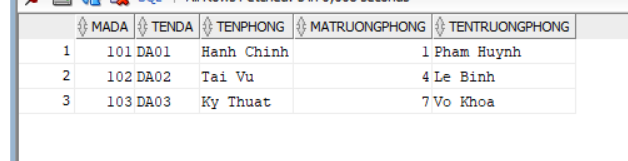 MADA TENDA TENPHONG MATRUONGPHONG TENTRUONGPHONG
1 101 DA01 Hanh Chinh 1 Pham Huynh
2 102 DA02 Tai Vu 4 Le Binh
3 103 DA03 Ky Thuat 7 Vo Khoa